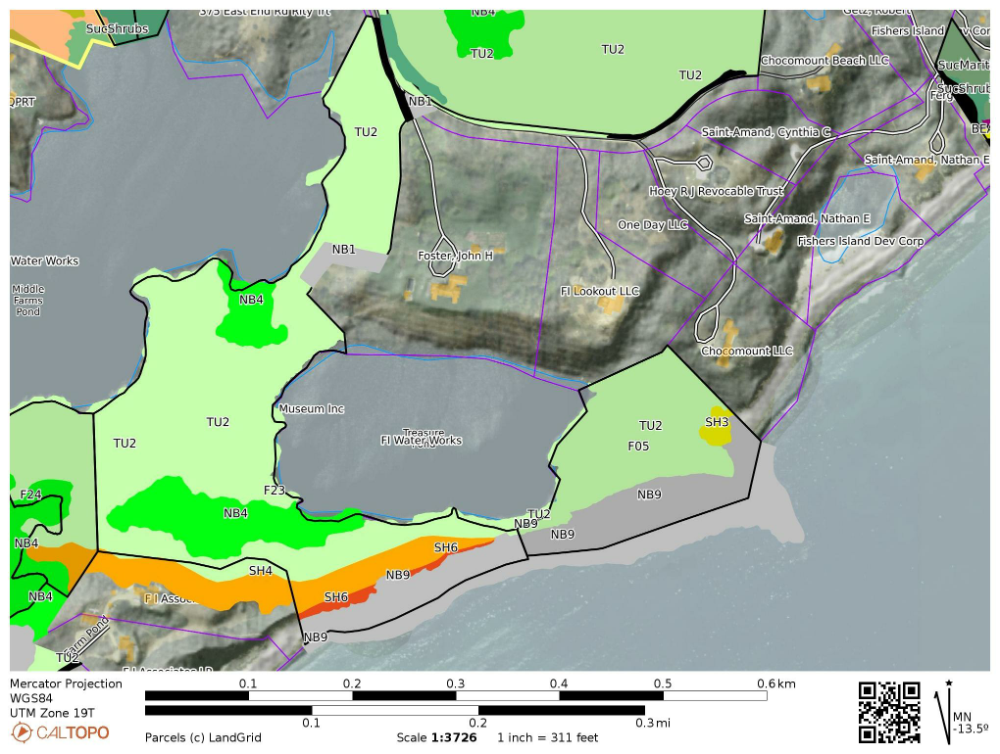 375 East End Rd Rlty Trt
NB4
Getz, Robert
SucShrubs
TU2
TU2
Fishers Island
Chocomount Beach LLC
TU2
SucMarit
SucShrub
QPRT
NB1
Ferg
TU2
Saint-Amand, Cynthia C
Saint-Amand, Nathan E
Hoey R J Revocable Trust
Saint-Amand, Nathan E
One Day LLC
Fishers Island Dev Corp
NB1
Water Works
Foster, John H
Middle
Farms
Pond
NB4
FI Lookout LLC
Chocomount LLC
Museum Inc
TU2
TU2
SH3
Treasure
FI Water Works
TU2
F05
F23
F24
NB9
NB4
TU2
NB9
NB9
NB4
SH6
SH4
NB9
NB4
SH6
F I Assoc
NB9
Farm Pond
TU2
F I Associates LP
Mercator Projection
WGS84
UTM Zone 19T
CALTOPO
0.1 0.2 0.3 0.4 0.5 0.6 km
0.1 0.2 0.3 mi
Parcels (c) LandGrid
Scale 1:3726 1 inch = 311 feet
MN
-13.5º